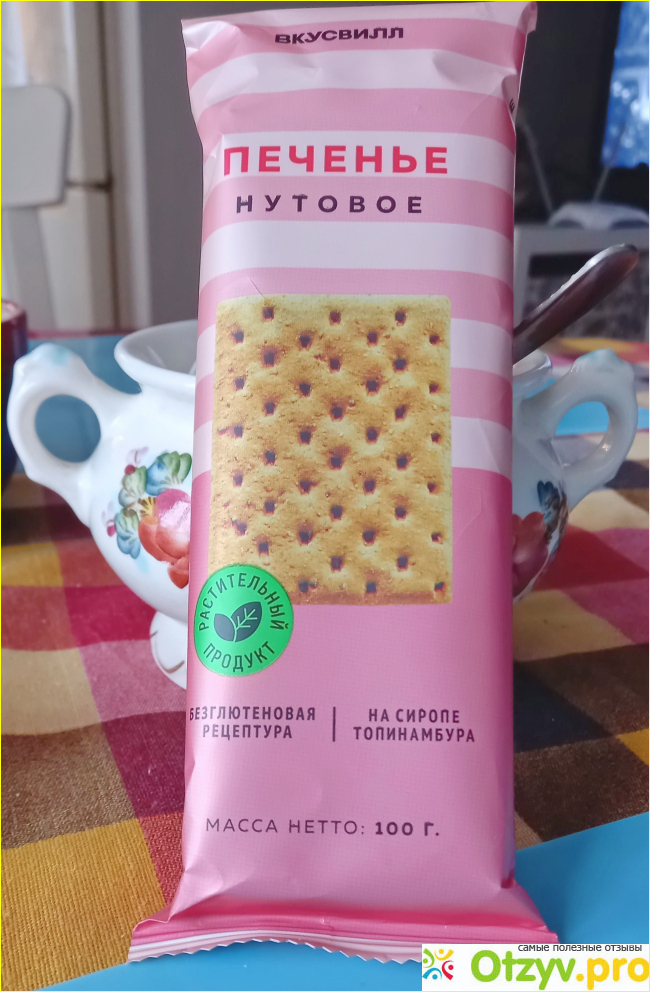 ВКУСВИЛЛ
ПЕЧЕНЬЕ
НУТОВОЕ
РАСТИТЕЛЬНЫЙ
ПРОДУКТ
БЕЗГЛЮТЕНОВАЯ
РЕЦЕПТУРА
НА СИРОПЕ
ТОПИНАМБУРА
МАССА НЕТТО: 100 Г.
самые полезные отзывы
Otzyv.pro